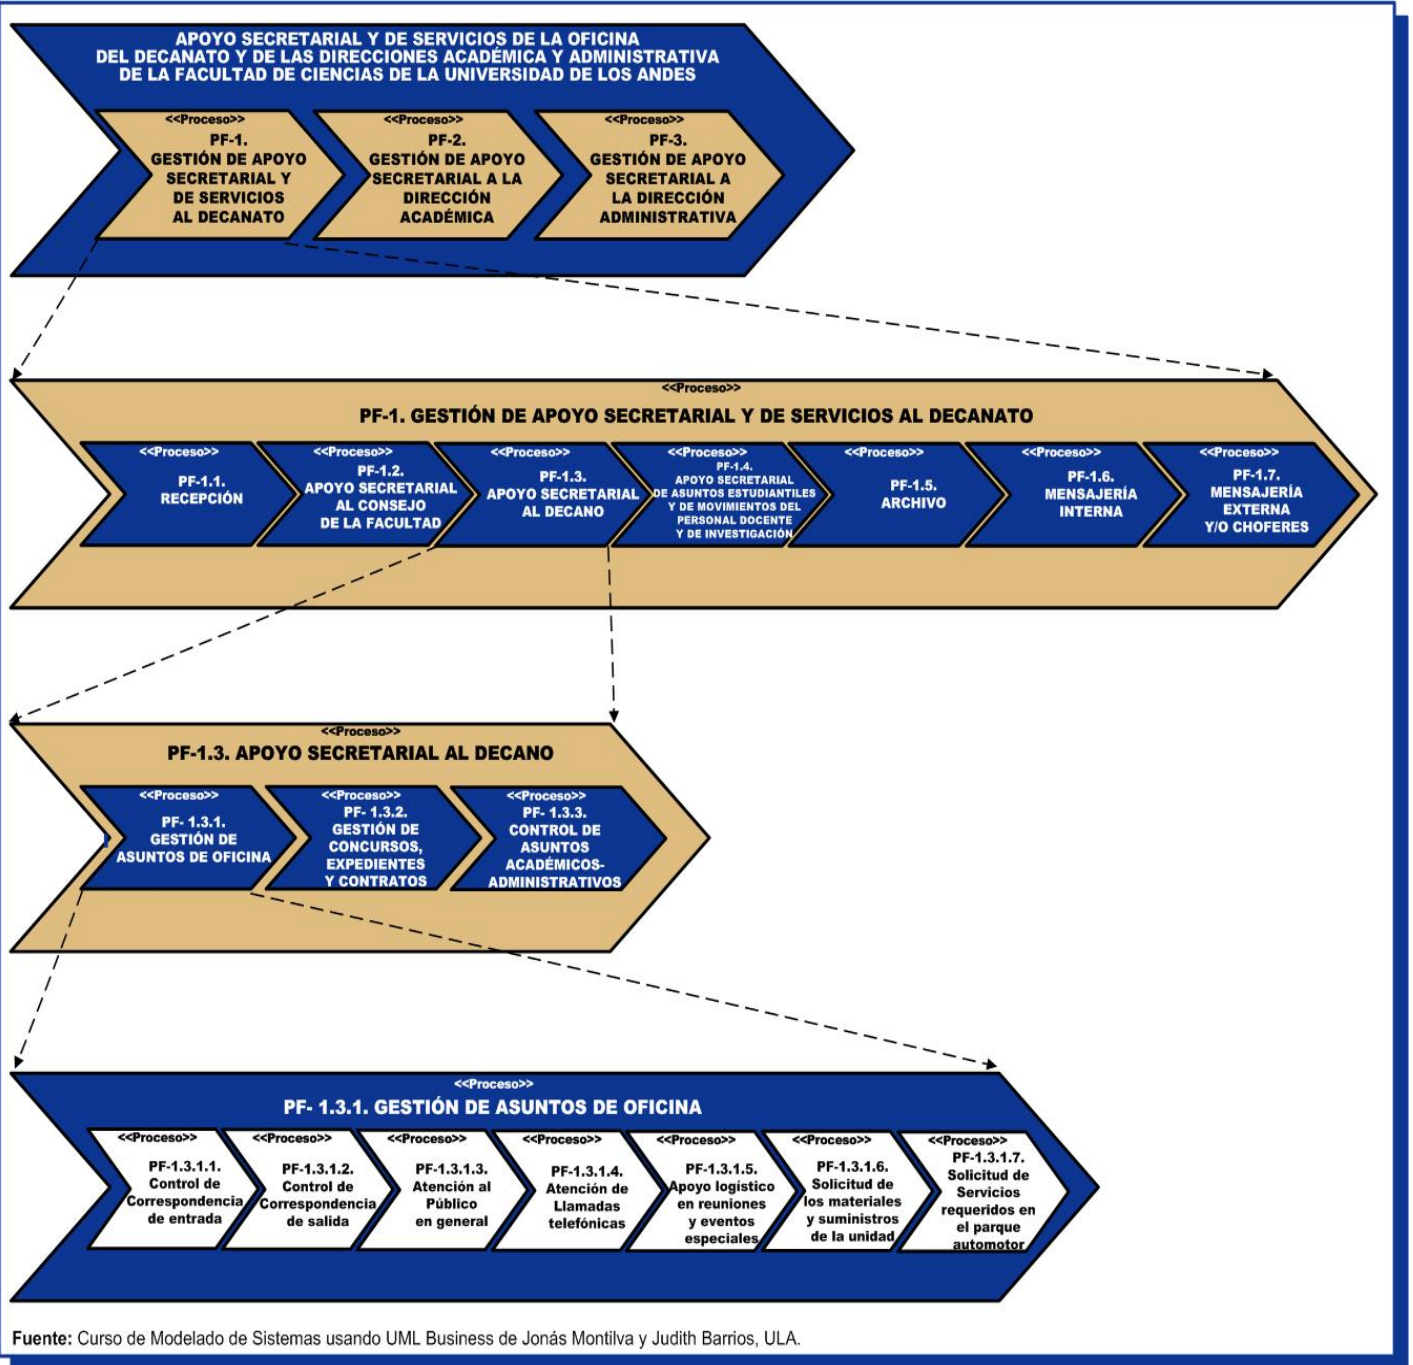 APOYO SECRETARIAL Y DE SERVICIOS DE LA OFICINA
DEL DECANATO Y DE LAS DIRECCIONES ACADÉMICA Y ADMINISTRATIVA
DE LA FACULTAD DE CIENCIAS DE LA UNIVERSIDAD DE LOS ANDES
<<Proceso>>
PF-1.
GESTIÓN DE APOYO
SECRETARIAL Y
DE SERVICIOS
AL DECANATO
<<Proceso>>
PF-2.
GESTIÓN DE APOYO
SECRETARIAL A LA
DIRECCIÓN
ACADÉMICA
<<Proceso>>
PF-3.
GESTIÓN DE APOYO
SECRETARIAL A
LA DIRECCIÓN
ADMINISTRATIVA
<<Proceso>>
PF-1. GESTIÓN DE APOYO SECRETARIAL Y DE SERVICIOS AL DECANATO
<<Proceso>>
PF-1.1.
RECEPCIÓN
<<Proceso>>
PF-1.2.
APOYO SECRETARIAL
AL CONSEJO
DE LA FACULTAD
<<Proceso>>
PF-1.3.
APOYO SECRETARIAL
AL DECANO
<<Proceso>>
PF-1.4.
APOYO SECRETARIAL
DE ASUNTOS ESTUDIANTILES
Y DE MOVIMIENTOS DEL
PERSONAL DOCENTE
Y DE INVESTIGACIÓN
<<Proceso>>
PF-1.5.
ARCHIVO
<<Proceso>>
PF-1.6.
MENSAJERÍA
INTERNA
<<Proceso>>
PF-1.7.
MENSAJERÍA
EXTERNA
Y/O CHOFERES
<<Proceso>>
PF-1.3. APOYO SECRETARIAL AL DECANO
<<Proceso>>
PF- 1.3.1.
GESTIÓN DE
ASUNTOS DE OFICINA
<<Proceso>>
PF- 1.3.2.
GESTIÓN DE
CONCURSOS,
EXPEDIENTES
Y CONTRATOS
<<Proceso>>
PF- 1.3.3.
CONTROL DE
ASUNTOS
ACADÉMICOS-
ADMINISTRATIVOS
<<Proceso>>
PF- 1.3.1. GESTIÓN DE ASUNTOS DE OFICINA
<<Proceso>>
PF-1.3.1.1.
Control de
Correspondencia
de entrada
<<Proceso>>
PF-1.3.1.2.
Control de
Correspondencia
de salida
<<Proceso>>
PF-1.3.1.3.
Atención al
Público
en general
<<Proceso>>
PF-1.3.1.4.
Atención de
Llamadas
telefónicas
<<Proceso>>
PF-1.3.1.5.
Apoyo logístico
en reuniones
y eventos
especiales
<<Proceso>>
PF-1.3.1.6.
Solicitud de
los materiales
y suministros
de la unidad
<<Proceso>>
PF-1.3.1.7.
Solicitud de
Servicios
requeridos en
el parque
automotor
Fuente: Curso de Modelado de Sistemas usando UML Business de Jonás Montilva y Judith Barrios, ULA.